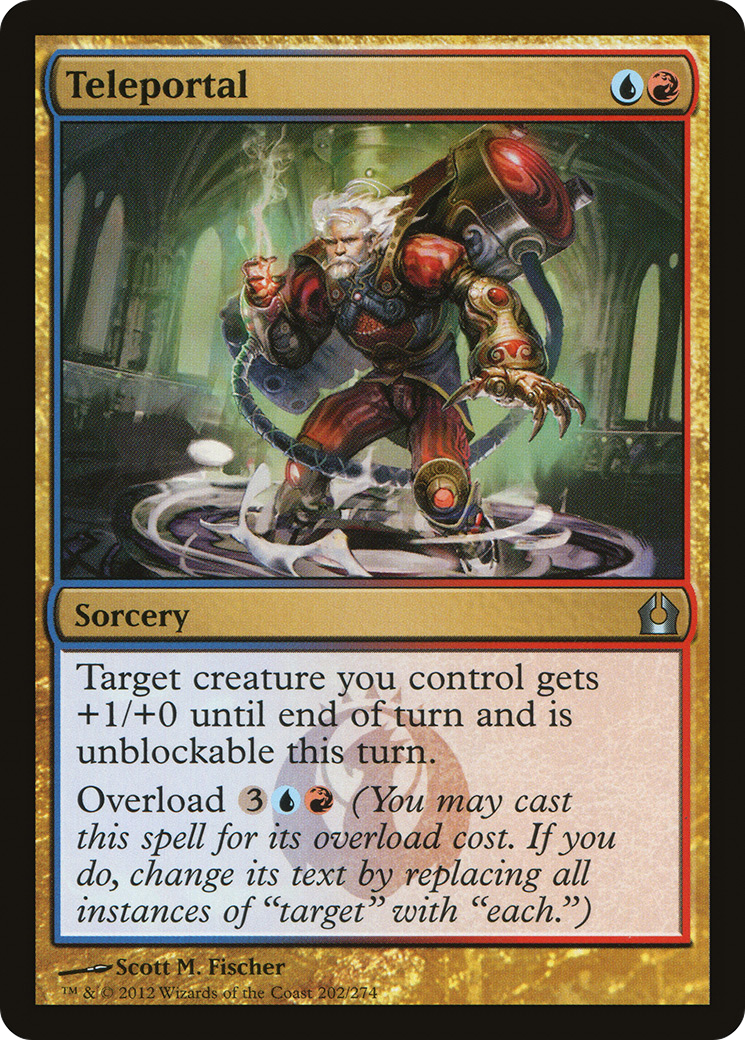 Teleportal
Sorcery
Target creature you control gets
+1/+0 until end of turn and is
unblockable this turn.
Overload 3 (You may cast
this spell for its overload cost. If you
do, change its text by replacing all
instances of “target” with “each.”)
Scott M. Fischer
™ & © 2012 Wizards of the Coast 202/274